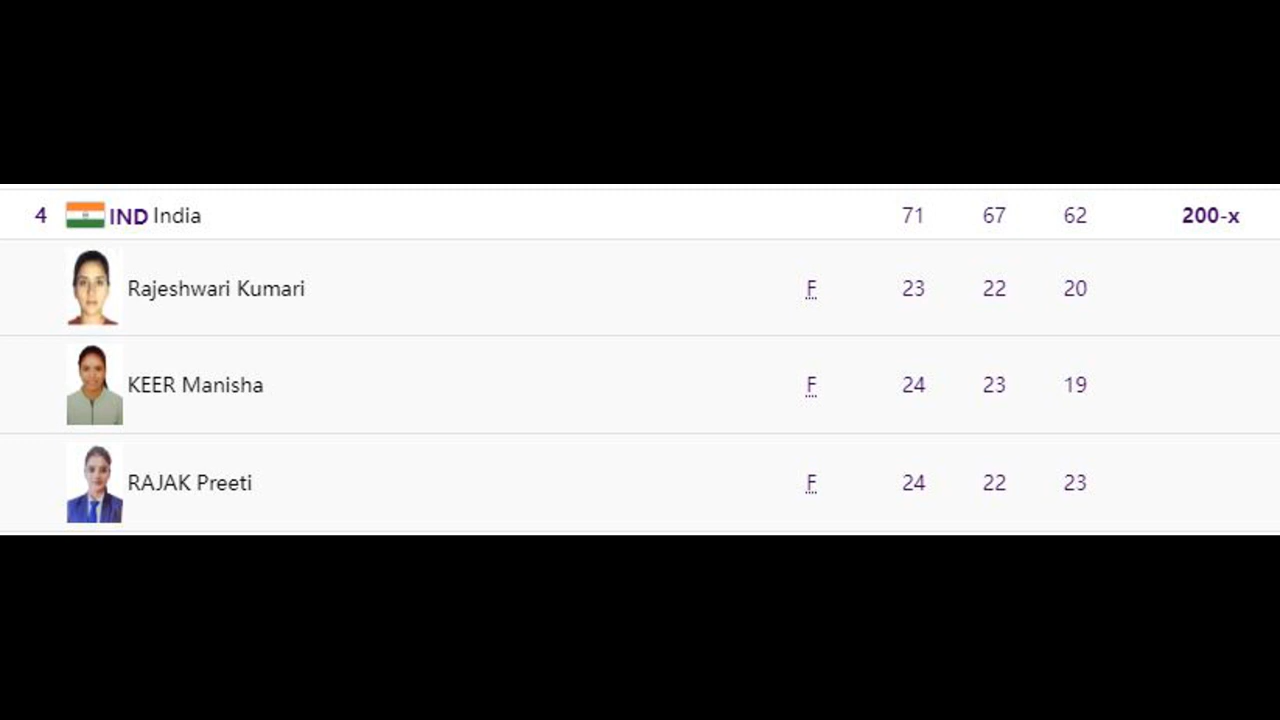 4 IND India 71 67 62 200-x
Rajeshwari Kumari F 23 22 20
KEER Manisha F 24 23 19
RAJAK Preeti F 24 22 23